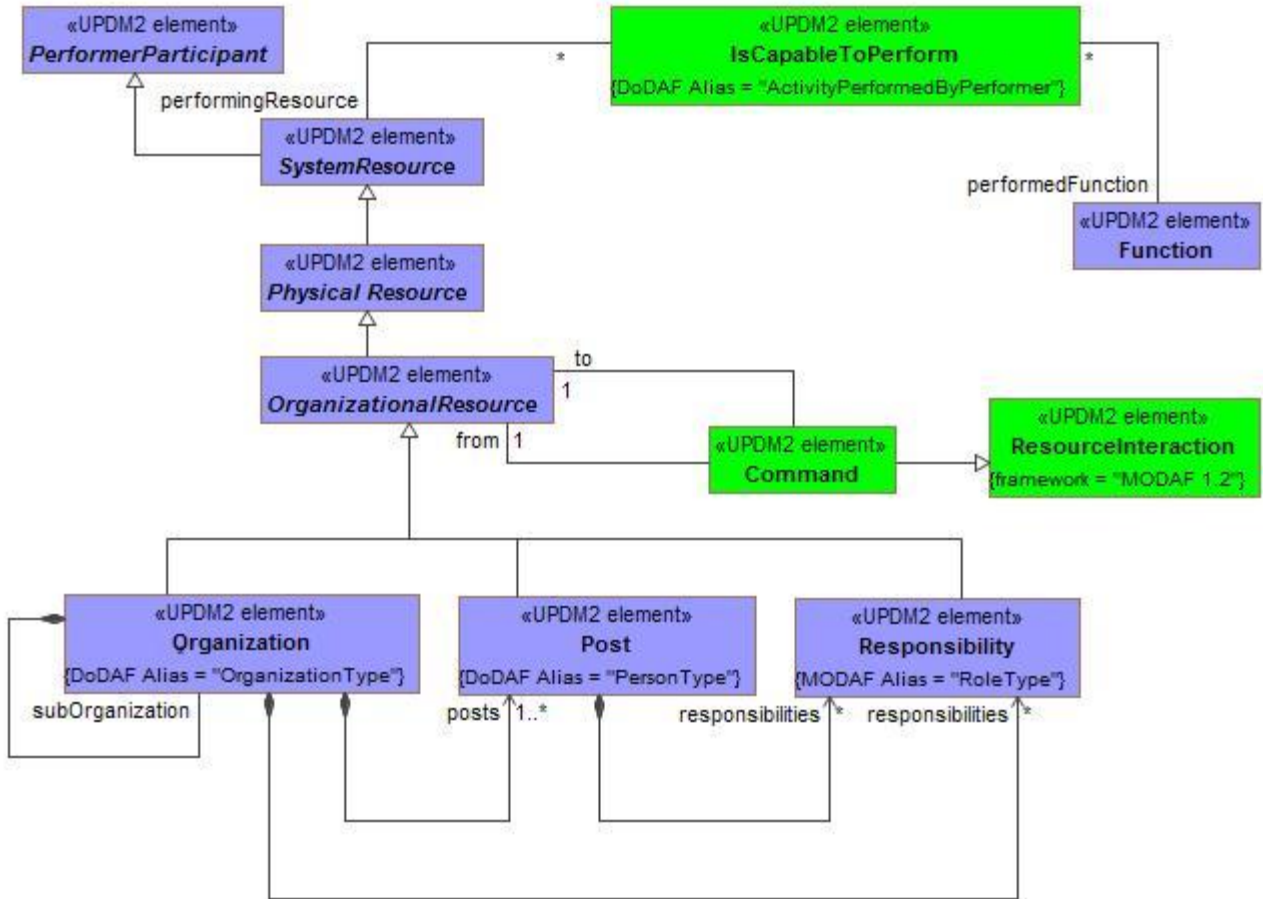 «UPDM2 element»
PerformerParticipant
«UPDM2 element»
IsCapableToPerform
{DoDAF Alias = "ActivityPerformedByPerformer"}
*
*
performingResource
«UPDM2 element»
SystemResource
performedFunction
«UPDM2 element»
Function
«UPDM2 element»
Physical Resource
to
1
«UPDM2 element»
OrganizationalResource
from
1
«UPDM2 element»
Command
«UPDM2 element»
ResourceInteraction
{framework = "MODAF 1.2"}
«UPDM2 element»
Organization
{DoDAF Alias = "OrganizationType"}
«UPDM2 element»
Post
{DoDAF Alias = "PersonType"}
«UPDM2 element»
Responsibility
{MODAF Alias = "RoleType"}
subOrganization
posts
1..*
responsibilities
*
responsibilities
*